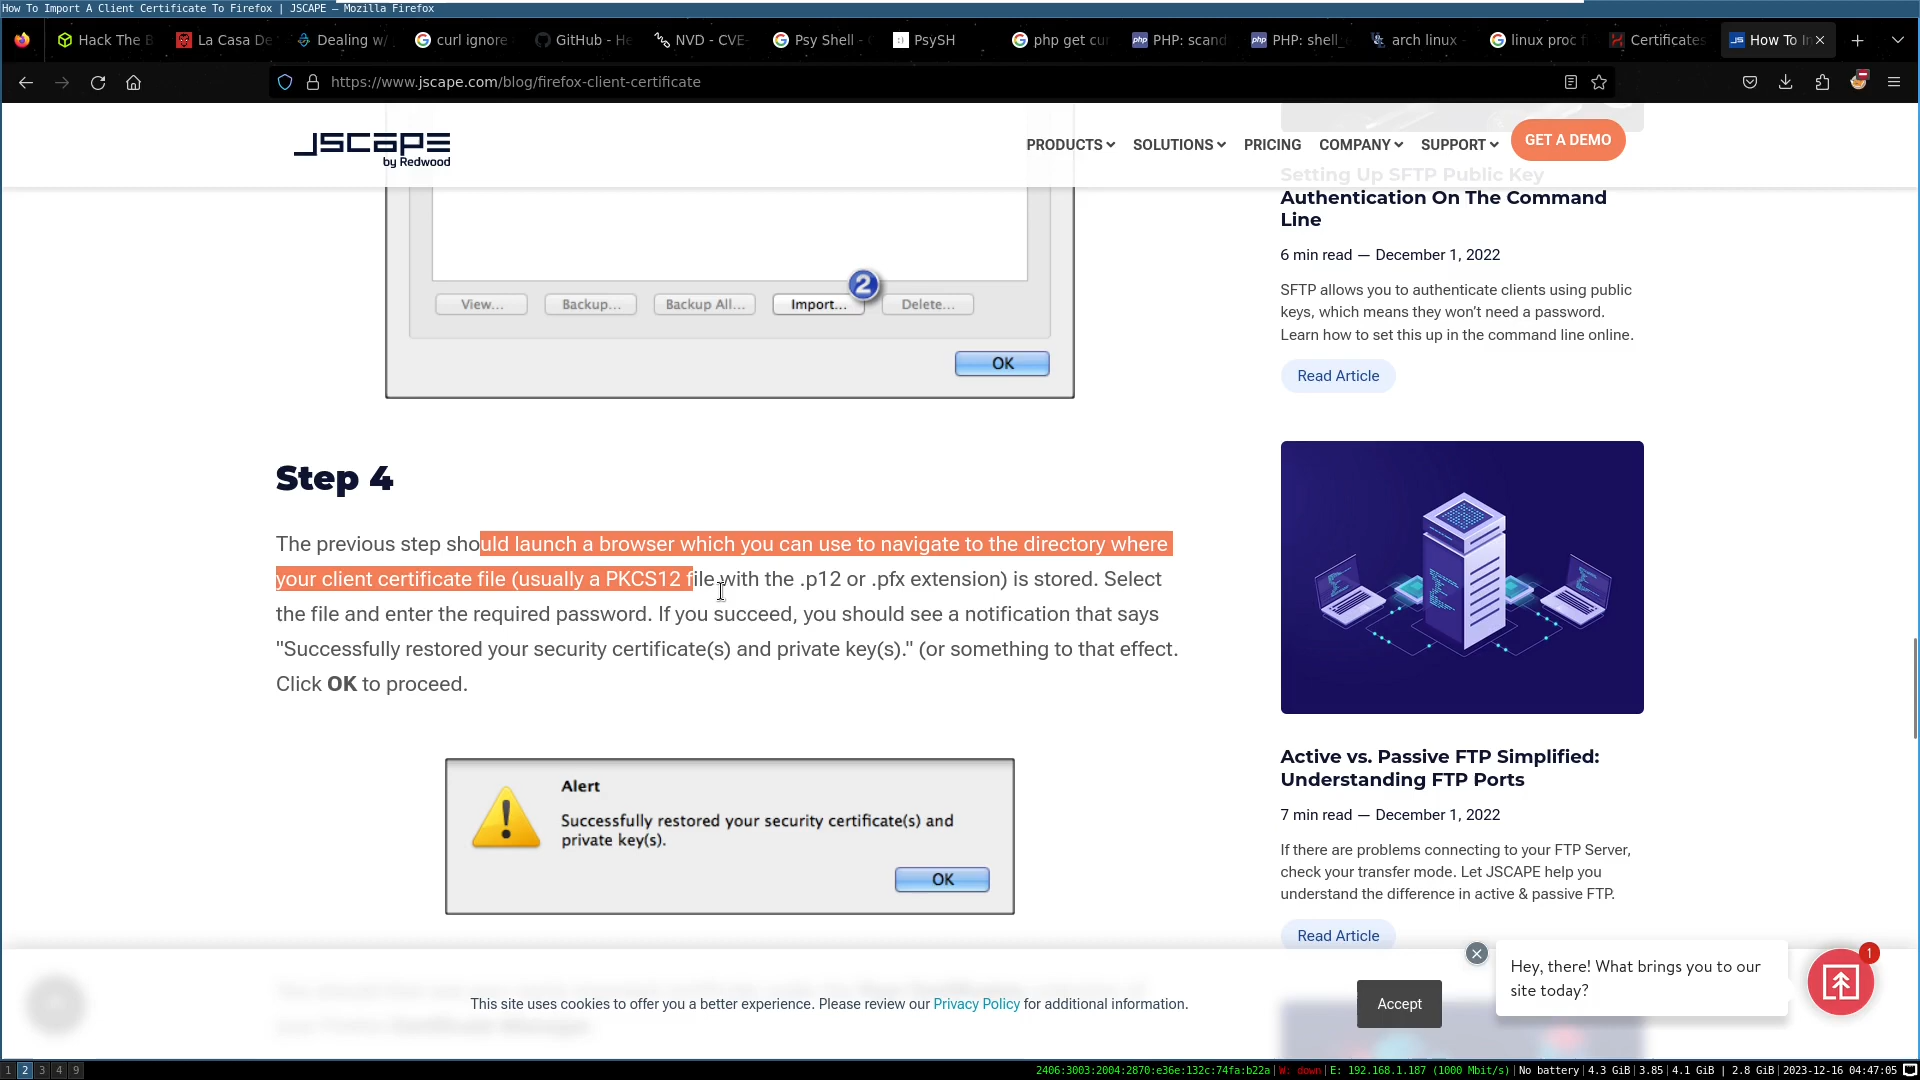 How To Import A Client Certificate To Firefox | JSCAPE — Mozilla Firefox
Hack The B
La Casa De
Dealing w/
curl ignore
GitHub - He
NVD - CVE-
Psy Shell -
PsySH
php get cur
PHP: scand
PHP: shell_e
arch linux -
linux proc f
Certificates
How To Im
https://www.jscape.com/blog/firefox-client-certificate
JSCAPE
by Redwood
PRODUCTS
SOLUTIONS
PRICING
COMPANY
SUPPORT
GET A DEMO
View...
Backup...
Backup All...
Import...
2
Delete...
OK
Step 4
The previous step should launch a browser which you can use to navigate to the directory where
your client certificate file (usually a PKCS12 file with the .p12 or .pfx extension) is stored. Select
the file and enter the required password. If you succeed, you should see a notification that says
"Successfully restored your security certificate(s) and private key(s)." (or something to that effect.
Click OK to proceed.
Alert
Successfully restored your security certificate(s) and
private key(s).
OK
Setting Up SFTP Public Key
Authentication On The Command
Line
6 min read — December 1, 2022
SFTP allows you to authenticate clients using public
keys, which means they won't need a password.
Learn how to set this up in the command line online.
Read Article
Active vs. Passive FTP Simplified:
Understanding FTP Ports
7 min read — December 1, 2022
If there are problems connecting to your FTP Server,
check your transfer mode. Let JSCAPE help you
understand the difference in active & passive FTP.
Read Article
This site uses cookies to offer you a better experience. Please review our Privacy Policy for additional information.
Accept
Hey, there! What brings you to our
site today?
1
1 2 3 4 9
2406:3003:2004:2870:e36e:132c:74fa:b22a | W: down | E: 192.168.1.187 (1000 Mbit/s) | No battery | 4.3 GiB | 3.85 | 4.1 GiB | 2.8 GiB | 2023-12-16 04:47:05